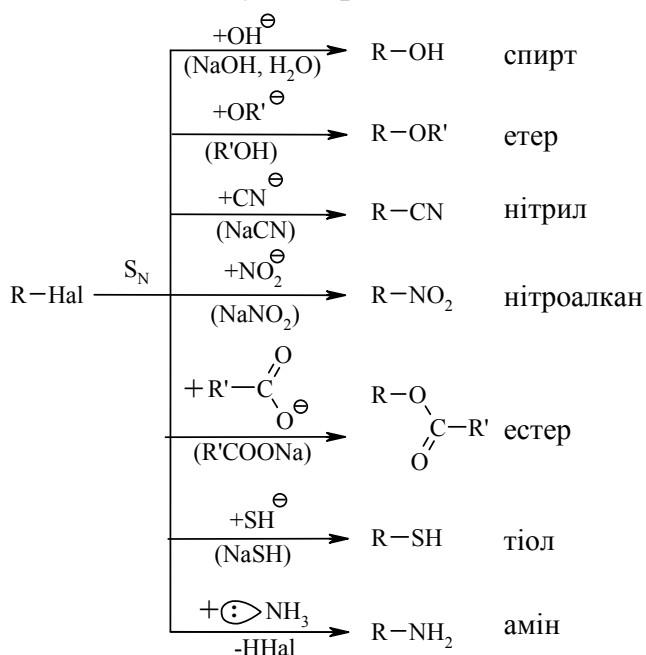 +OH⊖
(NaOH, H₂O)
R–OH спирт
+OR'⊖
(R'OH)
R–OR' етер
+CN⊖
(NaCN)
R–CN нітрил
R–Hal
S_N
+NO₂⊖
(NaNO₂)
R–NO₂ нітроалкан
+ R'–C
O
O⊖
(R'COONa)
R–O
C–R'
O
естер
+SH⊖
(NaSH)
R–SH тіол
+ : NH₃
-HHal
R–NH₂ амін